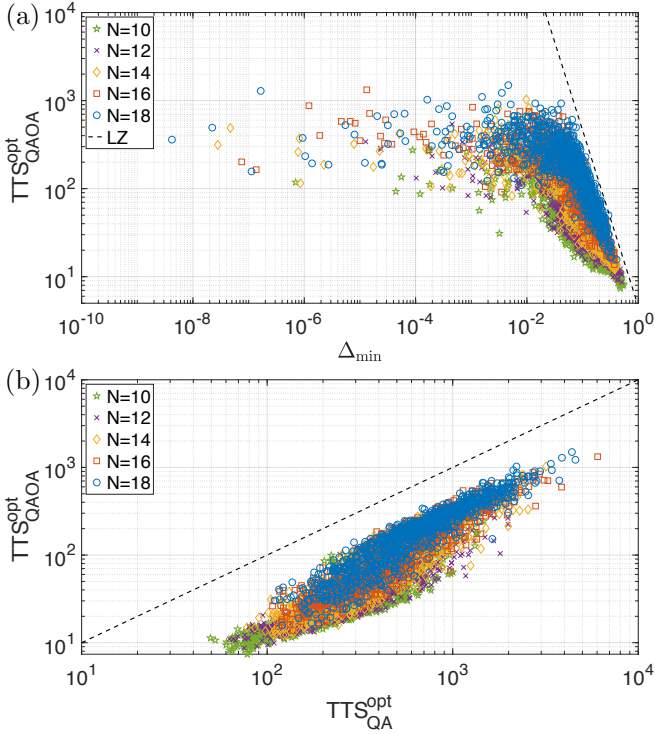 (a)
10^4
10^3
10^2
10^1
TTS^opt_QAOA
N=10
N=12
N=14
N=16
N=18
LZ
10^-10
10^-8
10^-6
10^-4
10^-2
10^0
Δ_min
(b)
10^4
10^3
10^2
10^1
TTS^opt_QAOA
N=10
N=12
N=14
N=16
N=18
10^1
10^2
10^3
10^4
TTS^opt_QA